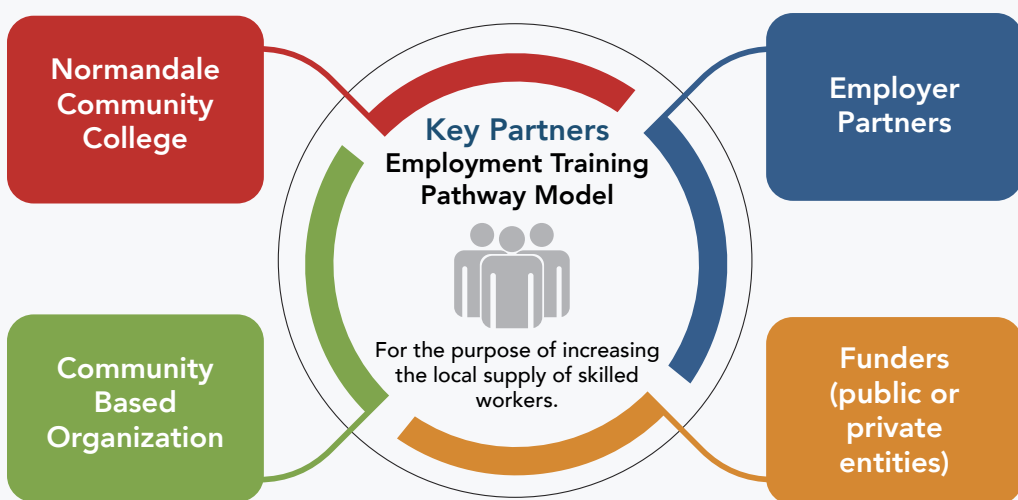 Normandale
Community
College
Employer
Partners
Key Partners
Employment Training
Pathway Model
For the purpose of increasing
the local supply of skilled
workers.
Community
Based
Organization
Funders
(public or
private
entities)